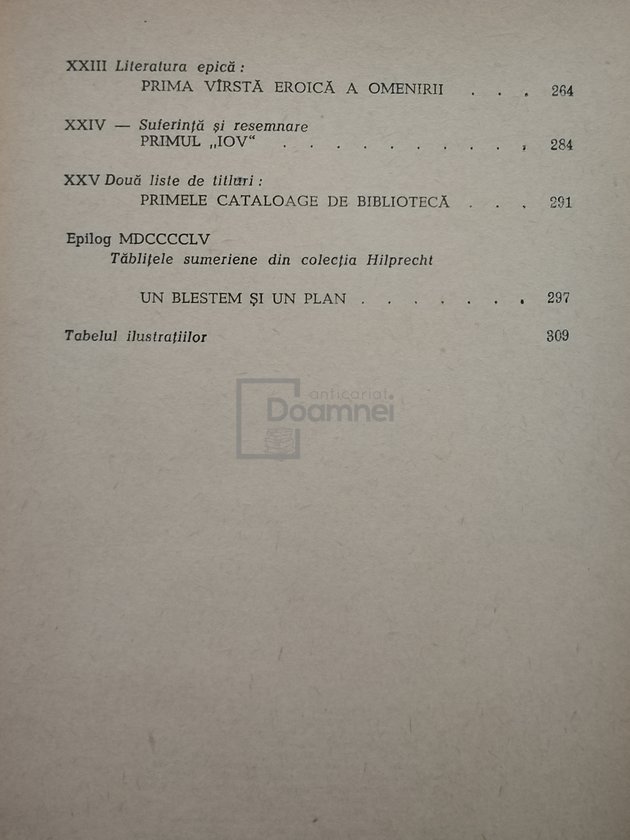 XXIII Literatura epică :
PRIMA VÎRSTĂ EROICĂ A OMENIRII . . . 264
XXIV — Suferință și resemnare
PRIMUL „IOV" . . . . . . . . . . 284
XXV Două liste de titluri :
PRIMELE CATALOAGE DE BIBLIOTECĂ . . . 291
Epilog MDCCCCLV
Tăblițele sumeriene din colecția Hilprecht
UN BLESTEM ȘI UN PLAN . . . . . . . 297
Tabelul ilustrațiilor 309
anticariat
Doamnei